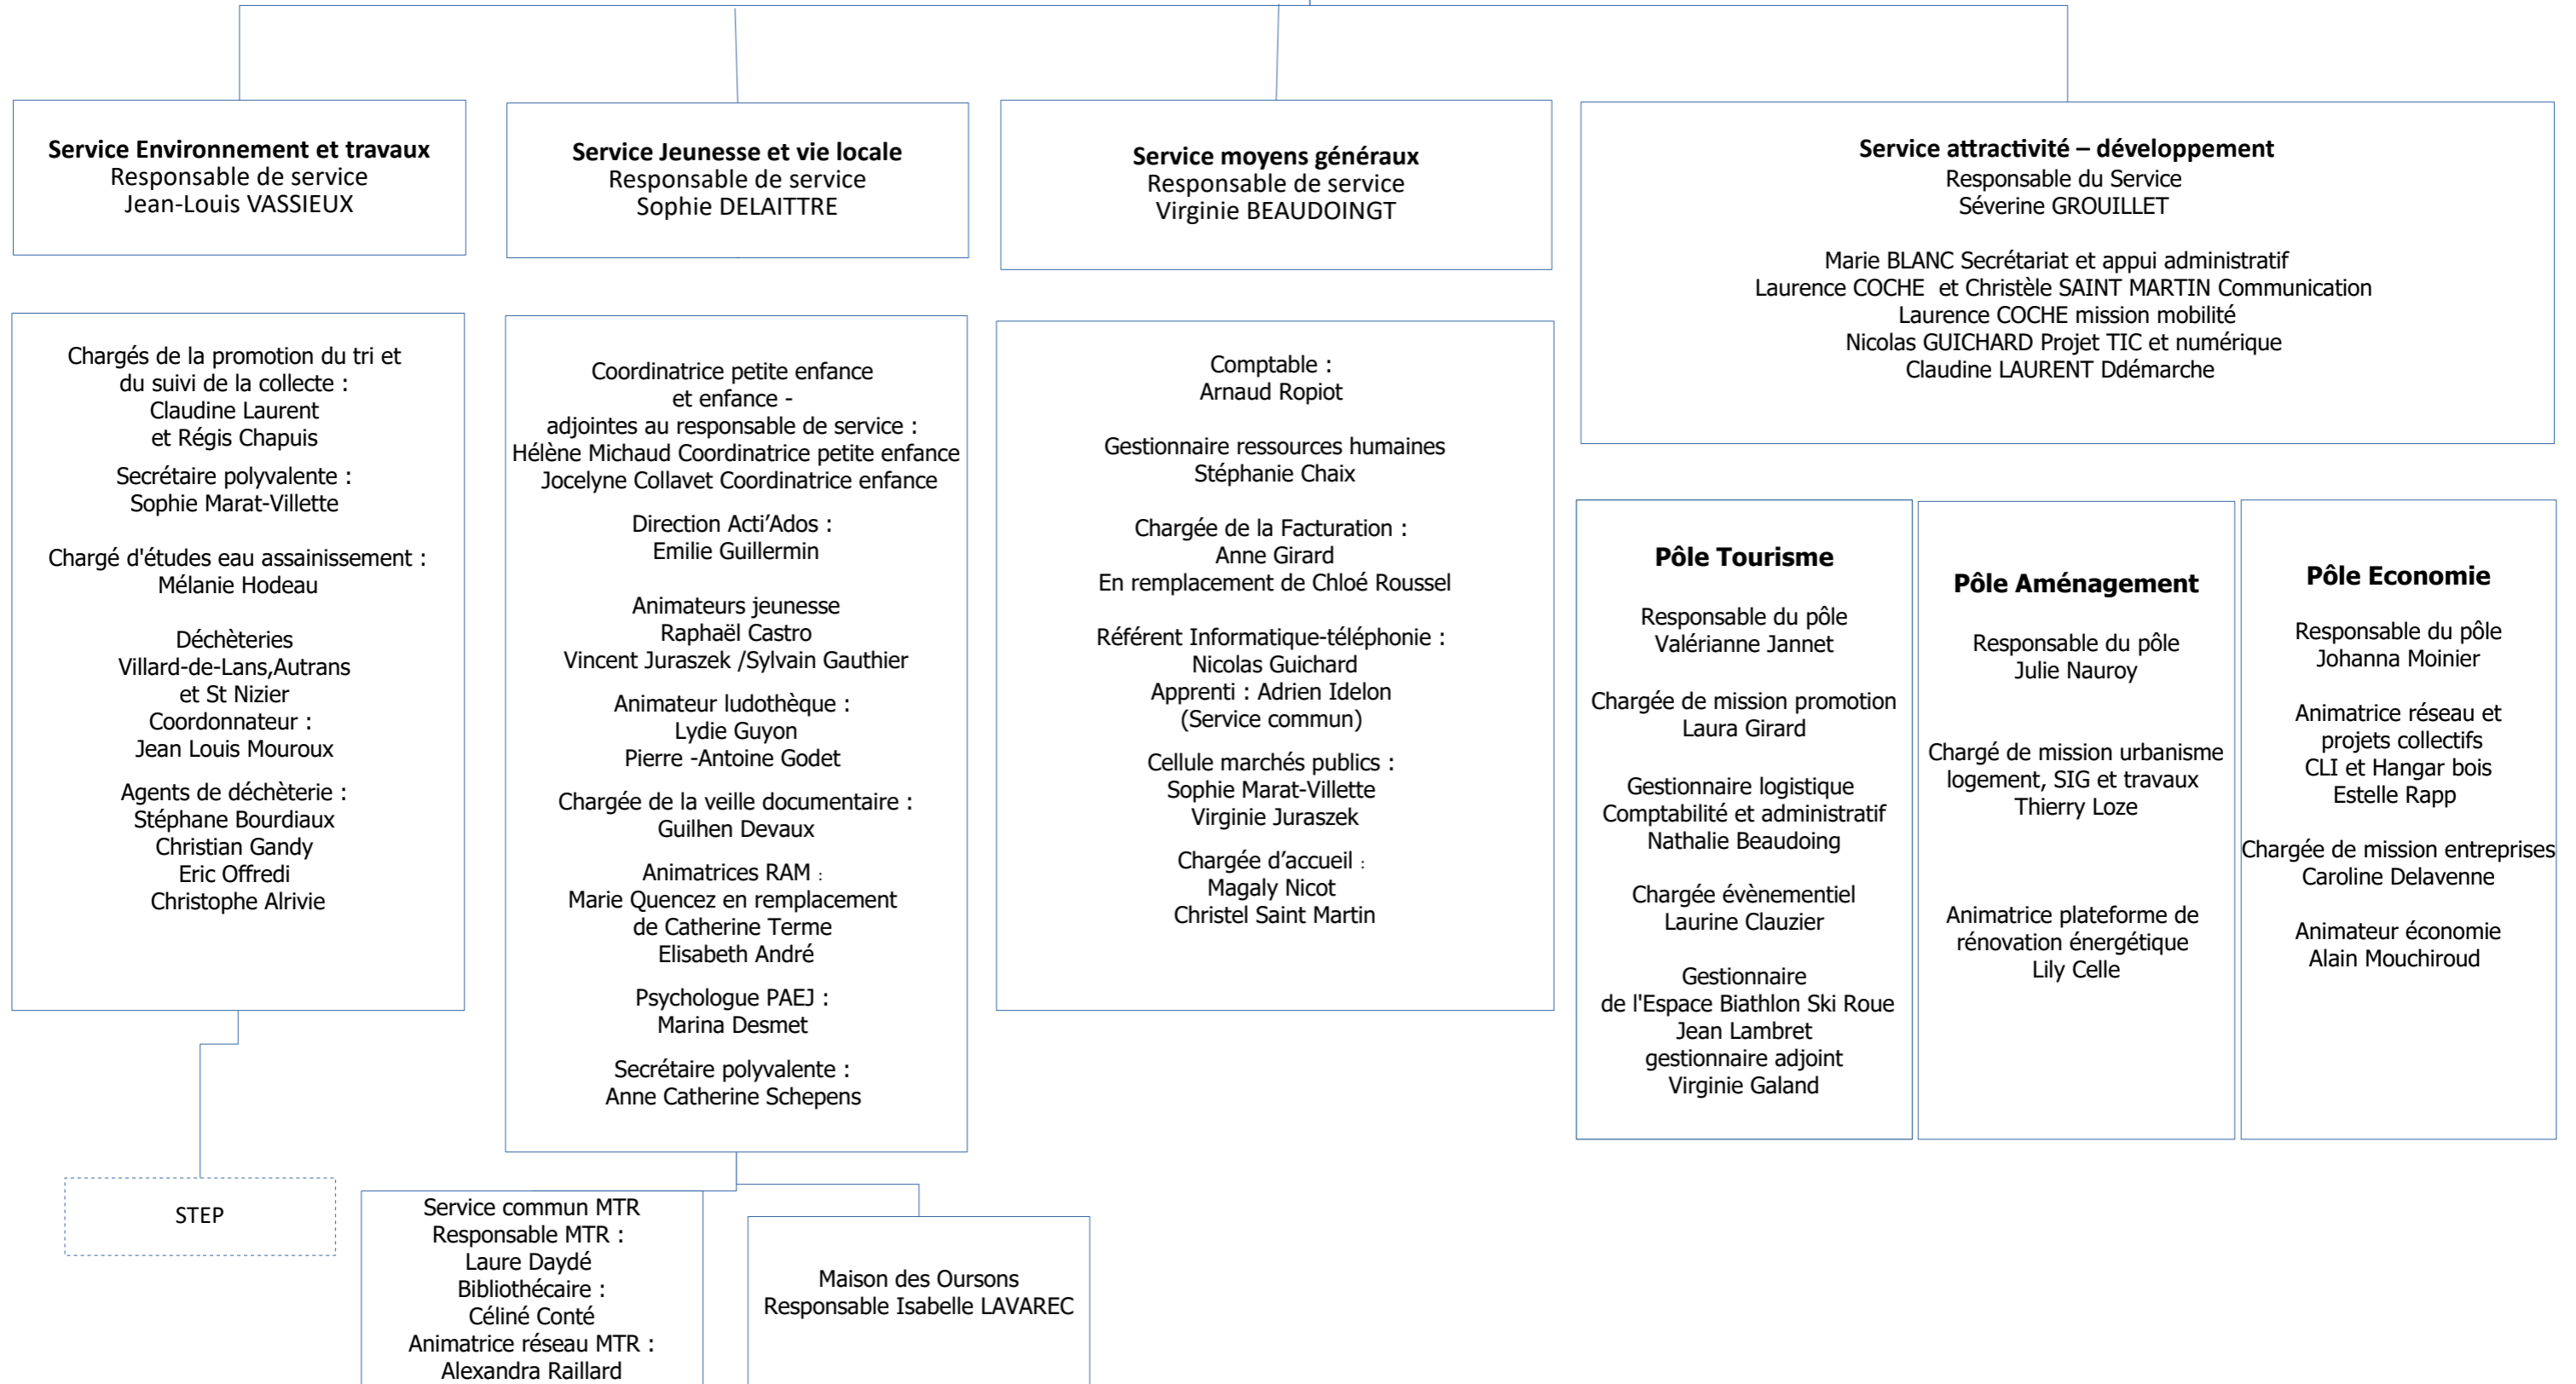 Service Environnement et travaux
Responsable de service
Jean-Louis VASSIEUX
Service Jeunesse et vie locale
Responsable de service
Sophie DELAITTRE
Service moyens généraux
Responsable de service
Virginie BEAUDOINGT
Service attractivité – développement
Responsable du Service
Séverine GROUILLET
Marie BLANC Secrétariat et appui administratif
Laurence COCHE  et Christèle SAINT MARTIN Communication
Laurence COCHE mission mobilité
Nicolas GUICHARD Projet TIC et numérique
Claudine LAURENT Ddémarche
Chargés de la promotion du tri et
du suivi de la collecte :
Claudine Laurent
et Régis Chapuis
Secrétaire polyvalente :
Sophie Marat-Villette
Chargé d'études eau assainissement :
Mélanie Hodeau
Déchèteries
Villard-de-Lans,Autrans
et St Nizier
Coordonnateur :
Jean Louis Mouroux
Agents de déchèterie :
Stéphane Bourdiaux
Christian Gandy
Eric Offredi
Christophe Alrivie
STEP
Coordinatrice petite enfance
et enfance -
adjointes au responsable de service :
Hélène Michaud Coordinatrice petite enfance
Jocelyne Collavet Coordinatrice enfance
Direction Acti’Ados :
Emilie Guillermin
Animateurs jeunesse
Raphaël Castro
Vincent Juraszek /Sylvain Gauthier
Animateur ludothèque :
Lydie Guyon
Pierre -Antoine Godet
Chargée de la veille documentaire :
Guilhen Devaux
Animatrices RAM :
Marie Quencez en remplacement
de Catherine Terme
Elisabeth André
Psychologue PAEJ :
Marina Desmet
Secrétaire polyvalente :
Anne Catherine Schepens
Service commun MTR
Responsable MTR :
Laure Daydé
Bibliothécaire :
Céliné Conté
Animatrice réseau MTR :
Alexandra Raillard
Maison des Oursons
Responsable Isabelle LAVAREC
Comptable :
Arnaud Ropiot
Gestionnaire ressources humaines
Stéphanie Chaix
Chargée de la Facturation :
Anne Girard
En remplacement de Chloé Roussel
Référent Informatique-téléphonie :
Nicolas Guichard
Apprenti : Adrien Idelon
(Service commun)
Cellule marchés publics :
Sophie Marat-Villette
Virginie Juraszek
Chargée d’accueil :
Magaly Nicot
Christel Saint Martin
Pôle Tourisme
Responsable du pôle
Valérianne Jannet
Chargée de mission promotion
Laura Girard
Gestionnaire logistique
Comptabilité et administratif
Nathalie Beaudoing
Chargée évènementiel
Laurine Clauzier
Gestionnaire
de l'Espace Biathlon Ski Roue
Jean Lambret
gestionnaire adjoint
Virginie Galand
Pôle Aménagement
Responsable du pôle
Julie Nauroy
Chargé de mission urbanisme
logement, SIG et travaux
Thierry Loze
Animatrice plateforme de
rénovation énergétique
Lily Celle
Pôle Economie
Responsable du pôle
Johanna Moinier
Animatrice réseau et
projets collectifs
CLI et Hangar bois
Estelle Rapp
Chargée de mission entreprises
Caroline Delavenne
Animateur économie
Alain Mouchiroud